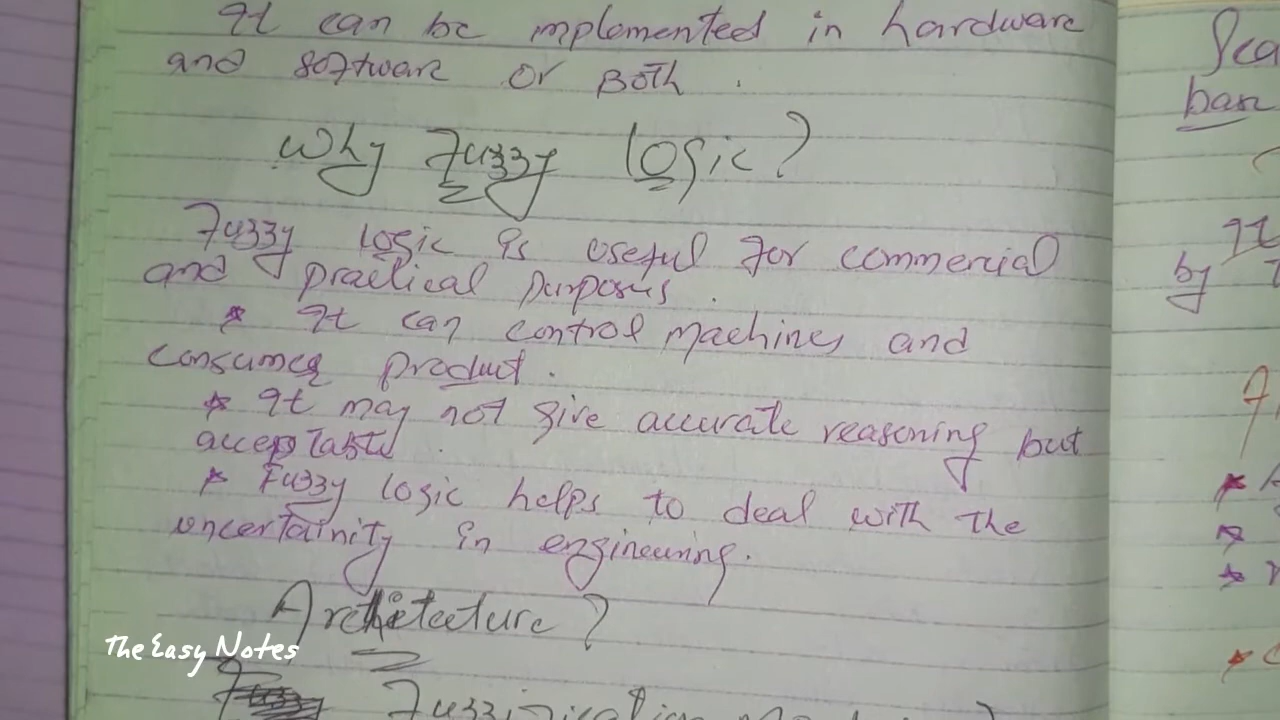 It can be implemented in hardware
and software or Both .
Why Fuzzy logic?
Fuzzy logic is useful for commercial
and practical purposes .
* It can control machines and
consumer product .
* It may not give accurate reasoning but
acceptable .
* Fuzzy logic helps to deal with the
uncertainity in engineering.
Architecture ?
The Easy Notes
by